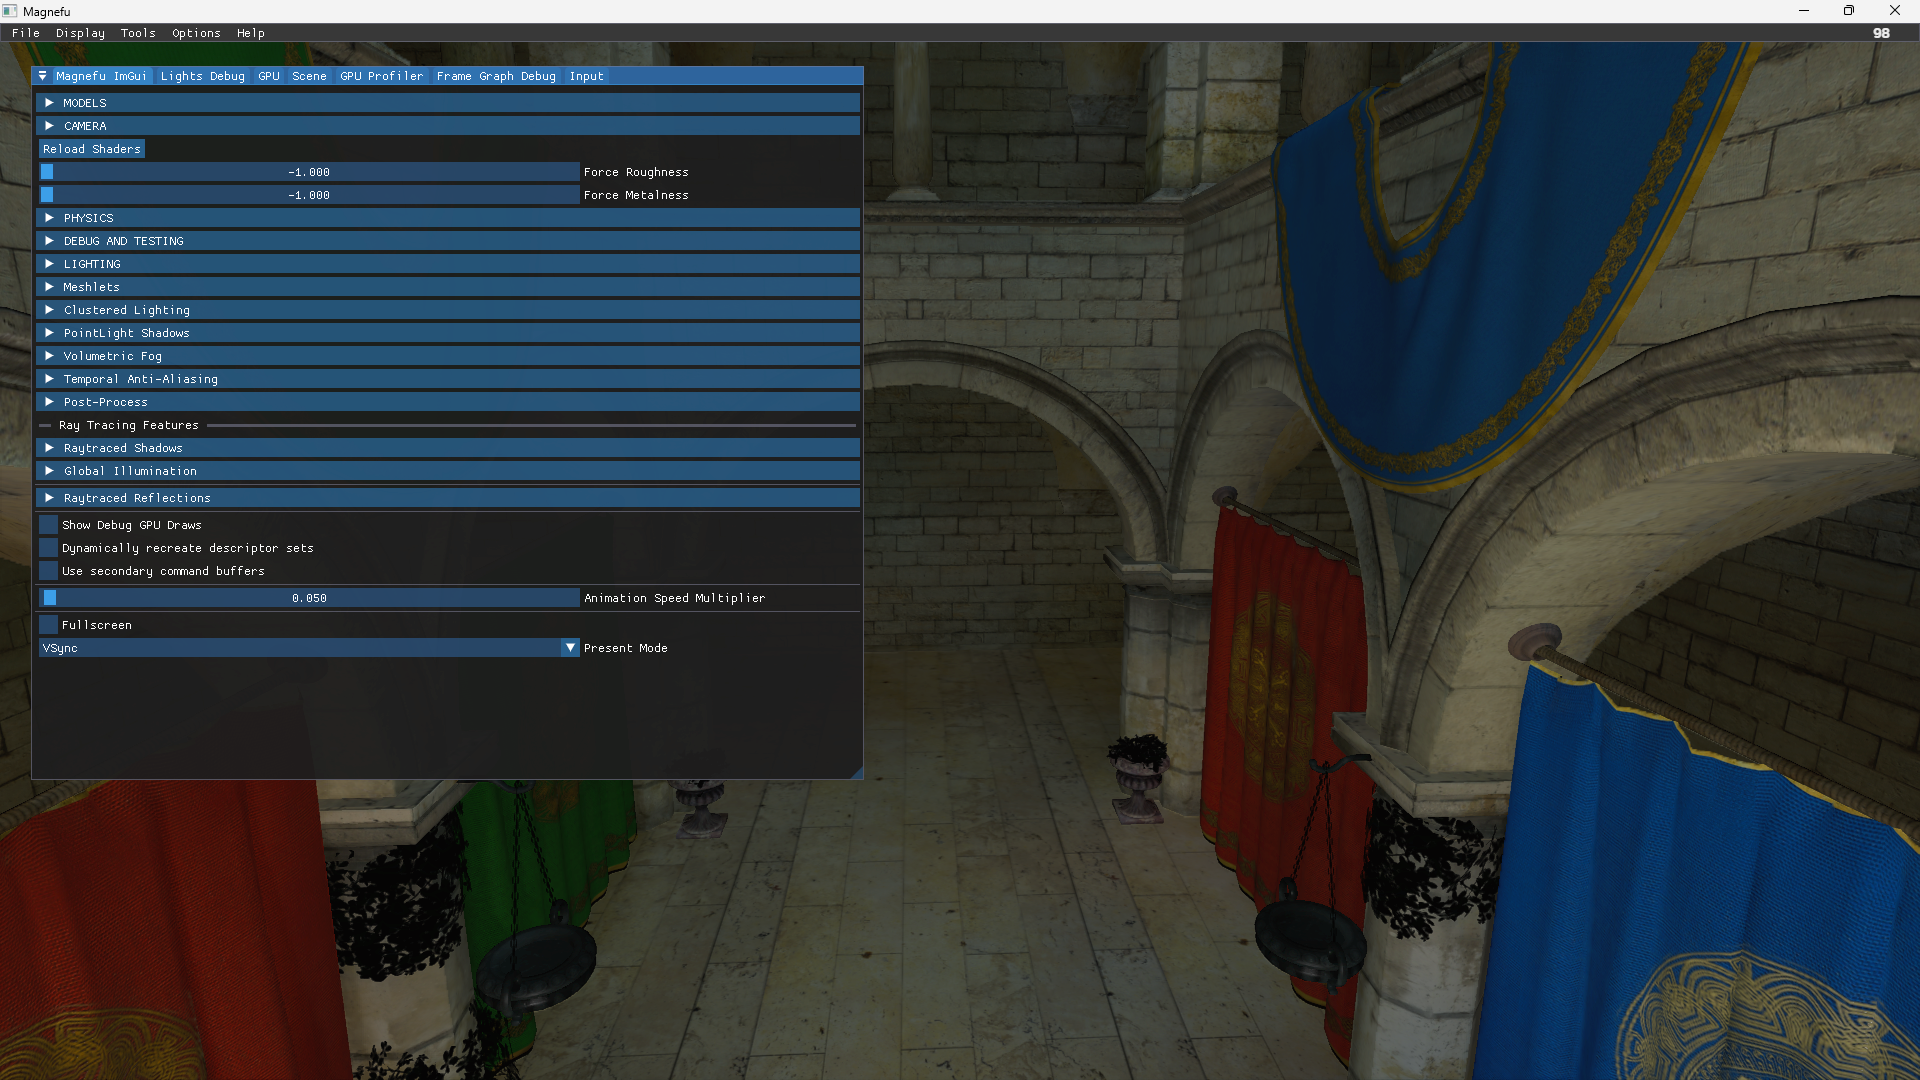 Magnefu
File Display Tools Options Help
98
Magnefu ImGui Lights Debug GPU Scene GPU Profiler Frame Graph Debug Input
MODELS
CAMERA
Reload Shaders
-1.000 Force Roughness
-1.000 Force Metalness
PHYSICS
DEBUG AND TESTING
LIGHTING
Meshlets
Clustered Lighting
PointLight Shadows
Volumetric Fog
Temporal Anti-Aliasing
Post-Process
Ray Tracing Features
Raytraced Shadows
Global Illumination
Raytraced Reflections
Show Debug GPU Draws
Dynamically recreate descriptor sets
Use secondary command buffers
0.050 Animation Speed Multiplier
Fullscreen
VSync Present Mode